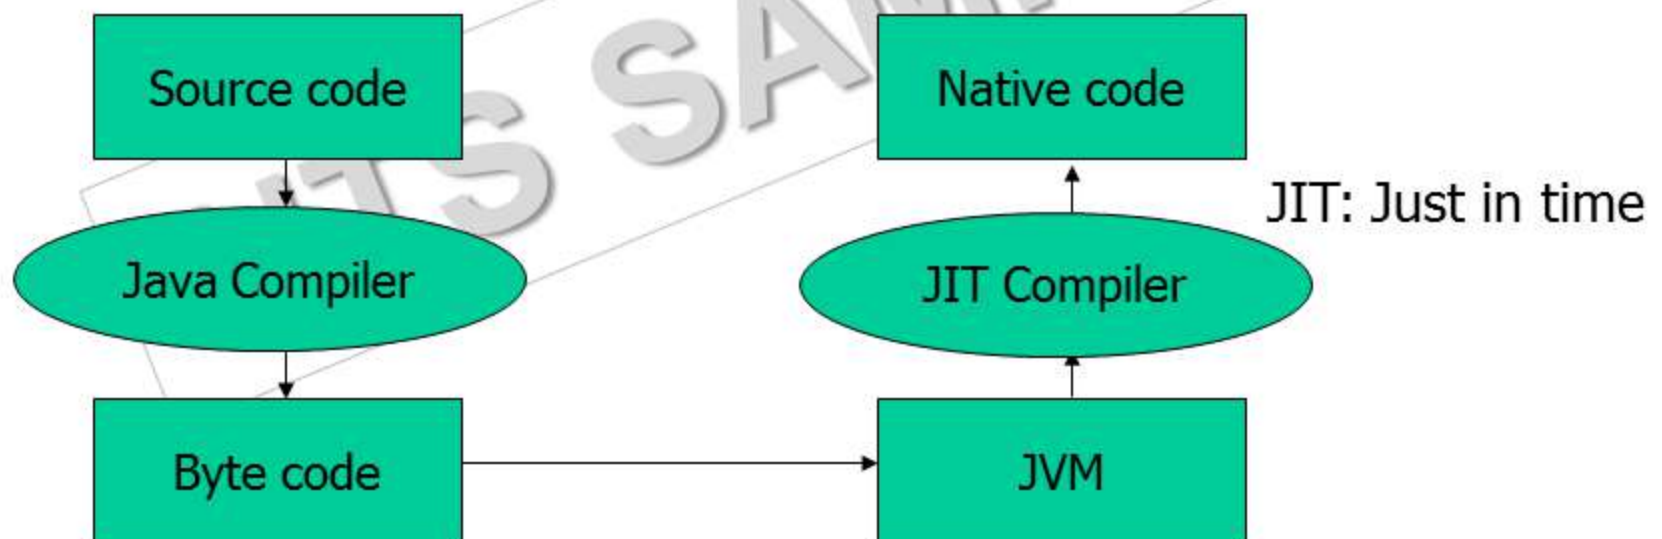 Source code
Native code
JIT: Just in time
Java Compiler
JIT Compiler
Byte code
JVM